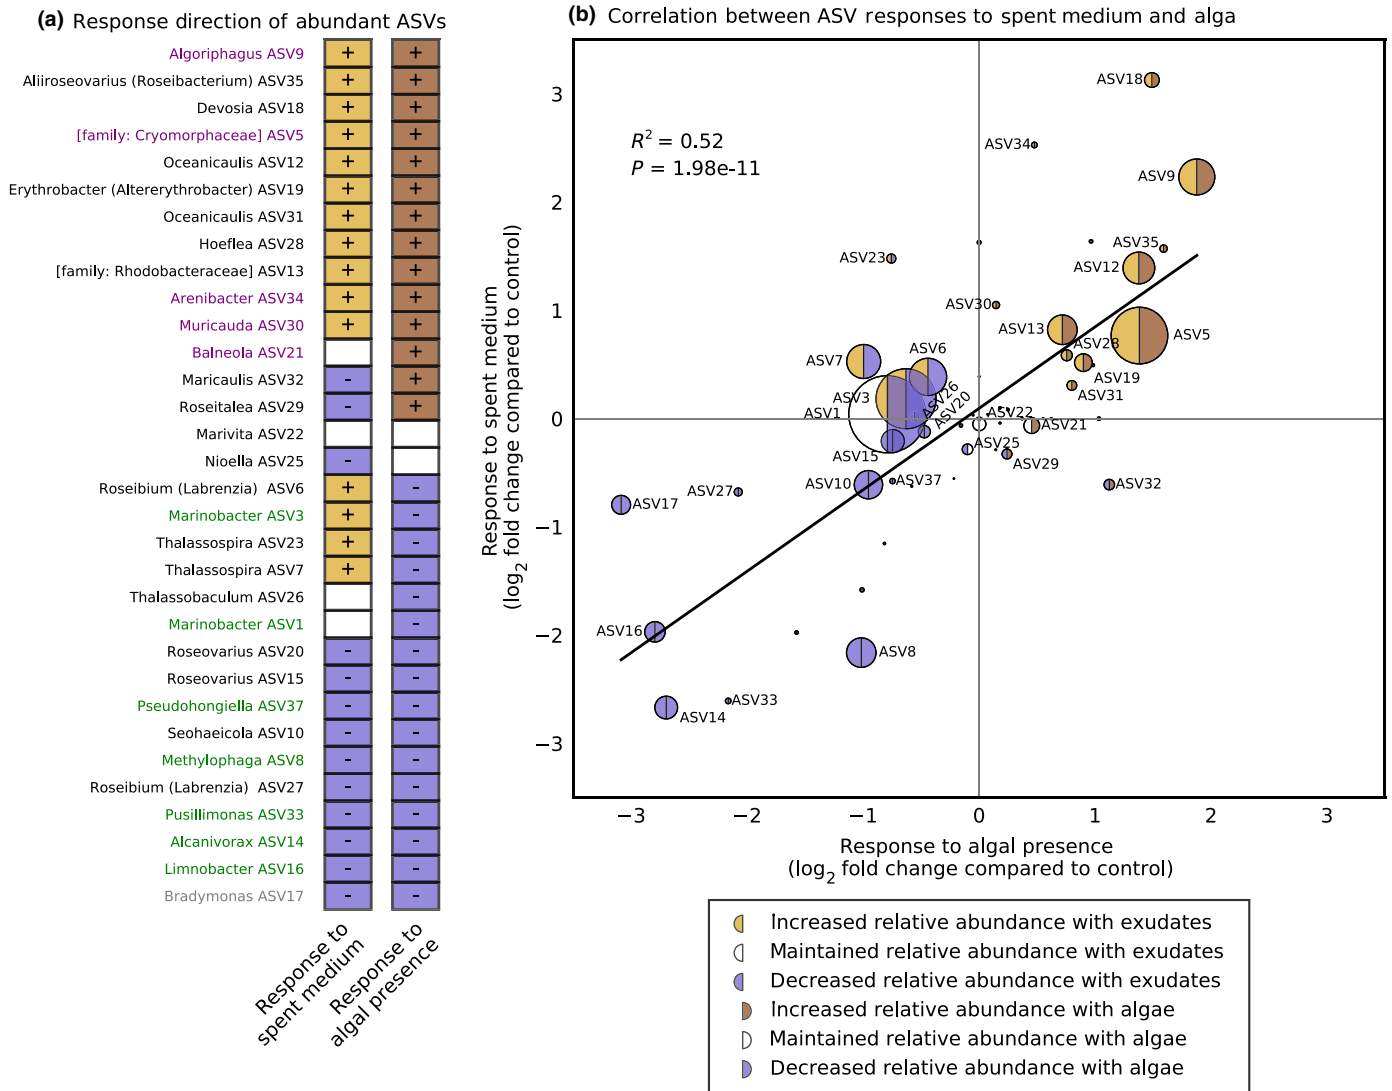 (a) Response direction of abundant ASVs
Algoriphagus ASV9 + +
Aliiroseovarius (Roseibacterium) ASV35 + +
Devosia ASV18 + +
[family: Cryomorphaceae] ASV5 + +
Oceanicaulis ASV12 + +
Erythrobacter (Altererythrobacter) ASV19 + +
Oceanicaulis ASV31 + +
Hoeflea ASV28 + +
[family: Rhodobacteraceae] ASV13 + +
Arenibacter ASV34 + +
Muricauda ASV30 + +
Balneola ASV21 +
Maricaulis ASV32 - +
Roseitalea ASV29 - +
Marivita ASV22
Nioella ASV25 -
Roseibium (Labrenzia) ASV6 + -
Marinobacter ASV3 + -
Thalassospira ASV23 + -
Thalassospira ASV7 + -
Thalassobaculum ASV26 -
Marinobacter ASV1 -
Roseovarius ASV20 - -
Roseovarius ASV15 - -
Pseudohongiella ASV37 - -
Seohaeicola ASV10 - -
Methylophaga ASV8 - -
Roseibium (Labrenzia) ASV27 - -
Pusillimonas ASV33 - -
Alcanivorax ASV14 - -
Limnobacter ASV16 - -
Bradymonas ASV17 - -
Response to
spent medium
Response to
algal presence
(b) Correlation between ASV responses to spent medium and alga
R² = 0.52
P = 1.98e-11
ASV18
ASV34
ASV9
ASV23
ASV35
ASV12
ASV30
ASV13
ASV5
ASV28
ASV7
ASV6
ASV19
ASV31
ASV3
ASV26
ASV20
ASV1
ASV22
ASV21
ASV15
ASV25
ASV29
ASV10
ASV37
ASV32
ASV27
ASV17
ASV16
ASV8
ASV33
ASV14
3
2
1
0
−1
−2
−3
Response to spent medium
(log₂ fold change compared to control)
−3 −2 −1 0 1 2 3
Response to algal presence
(log₂ fold change compared to control)
Increased relative abundance with exudates
Maintained relative abundance with exudates
Decreased relative abundance with exudates
Increased relative abundance with algae
Maintained relative abundance with algae
Decreased relative abundance with algae